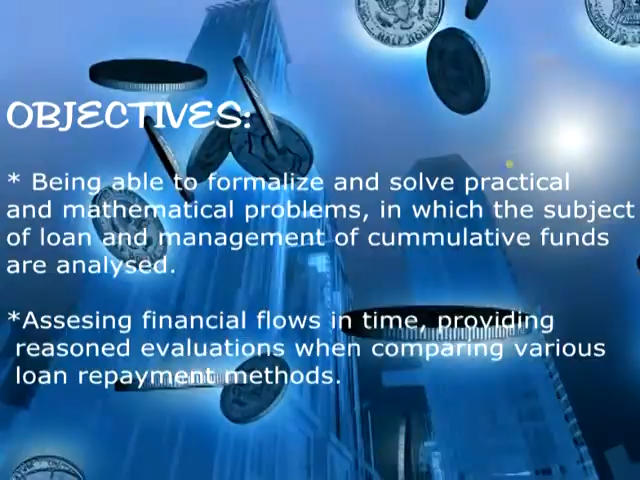 OBJECTIVES:
* Being able to formalize and solve practical
and mathematical problems, in which the subject
of loan and management of cummulative funds
are analysed.
*Assesing financial flows in time, providing
reasoned evaluations when comparing various
loan repayment methods.
HALF DOLLAR